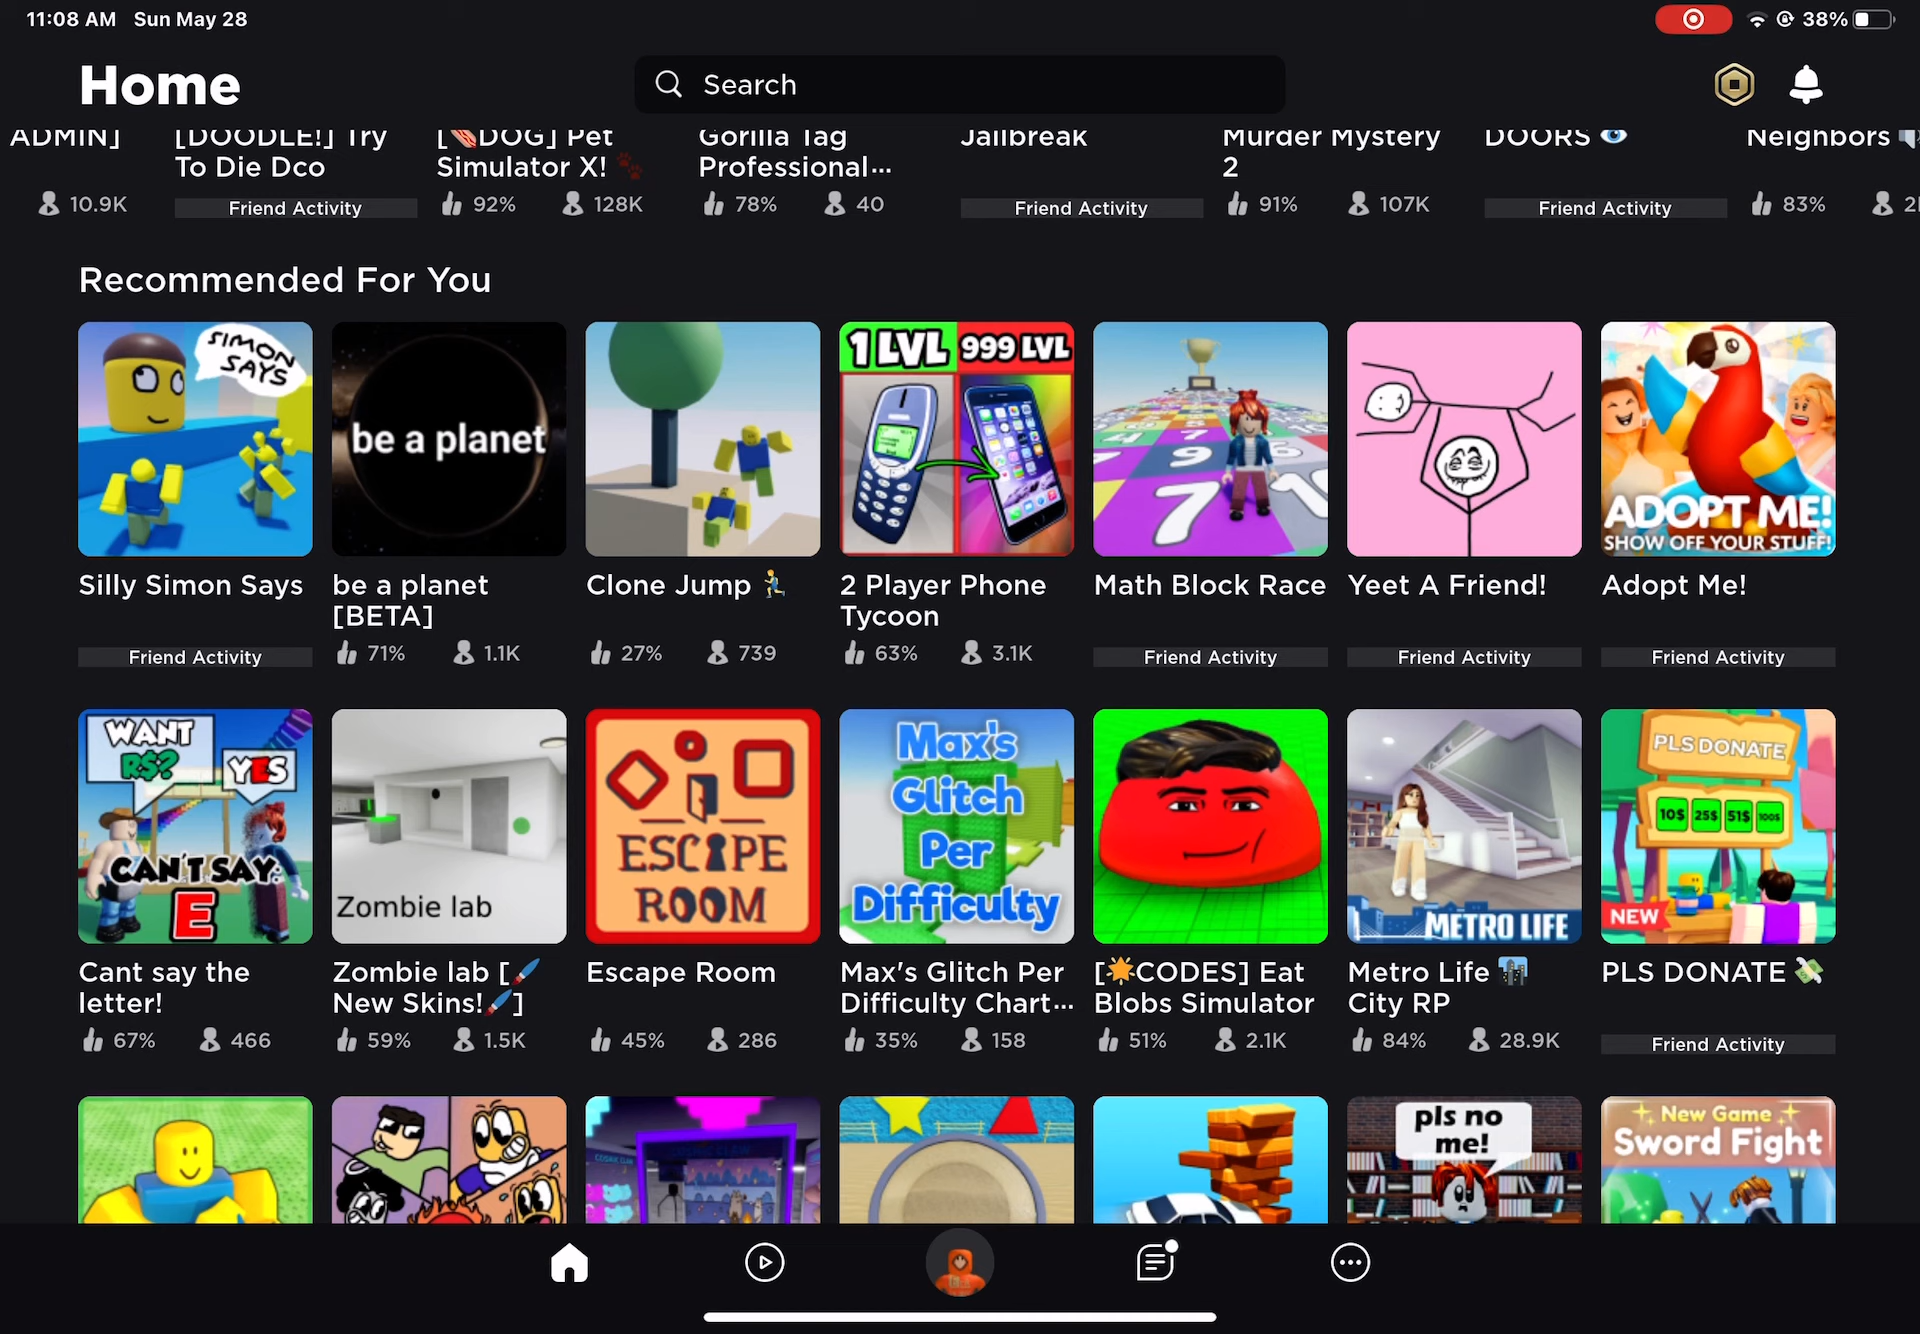 11:08 AM Sun May 28
38%
Home
Search
ADMIN]
[DOODLE!] Try
To Die Dco
[🌭DOG] Pet
Simulator X! 🐾
Gorilla Tag
Professional...
Jailbreak
Murder Mystery
2
DOORS 👁️
Neighbors 🔊
10.9K
Friend Activity
92% 128K
78% 40
Friend Activity
91% 107K
Friend Activity
83%
Recommended For You
SIMON
SAYS
be a planet
1 LVL 999 LVL
NOKIA
4 7 9 6 7
ADOPT ME!
SHOW OFF YOUR STUFF!
Silly Simon Says
be a planet
[BETA]
Clone Jump 🏃
2 Player Phone
Tycoon
Math Block Race
Yeet A Friend!
Adopt Me!
Friend Activity
71% 1.1K
27% 739
63% 3.1K
Friend Activity
Friend Activity
Friend Activity
WANT
R$?
YES
CAN'T SAY:
E
Zombie lab
ESCAPE
ROOM
Max's
Glitch
Per
Difficulty
METRO LIFE
PLS DONATE
10$ 25$ 51$ 100$
NEW
Cant say the
letter!
Zombie lab [🖌️
New Skins!🖌️]
Escape Room
Max's Glitch Per
Difficulty Chart...
[🌟CODES] Eat
Blobs Simulator
Metro Life 🏙️
City RP
PLS DONATE 💸
67% 466
59% 1.5K
45% 286
35% 158
51% 2.1K
84% 28.9K
Friend Activity
COSMIC CLAW
pls no
me!
New Game
Sword Fight